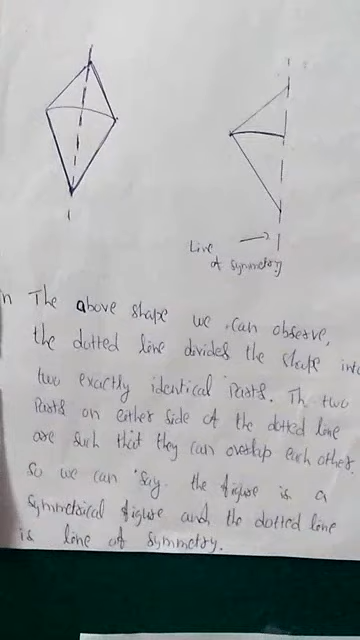 Line
of symmetry
In The above shape we can observe,
the dotted line divides the shape into
two exactly identical Parts. Th two
Parts on either side of the dotted line
are such that they can overlap each other.
So we can say the figure is a
symmetrical figure and the dotted line
is line of symmetry.